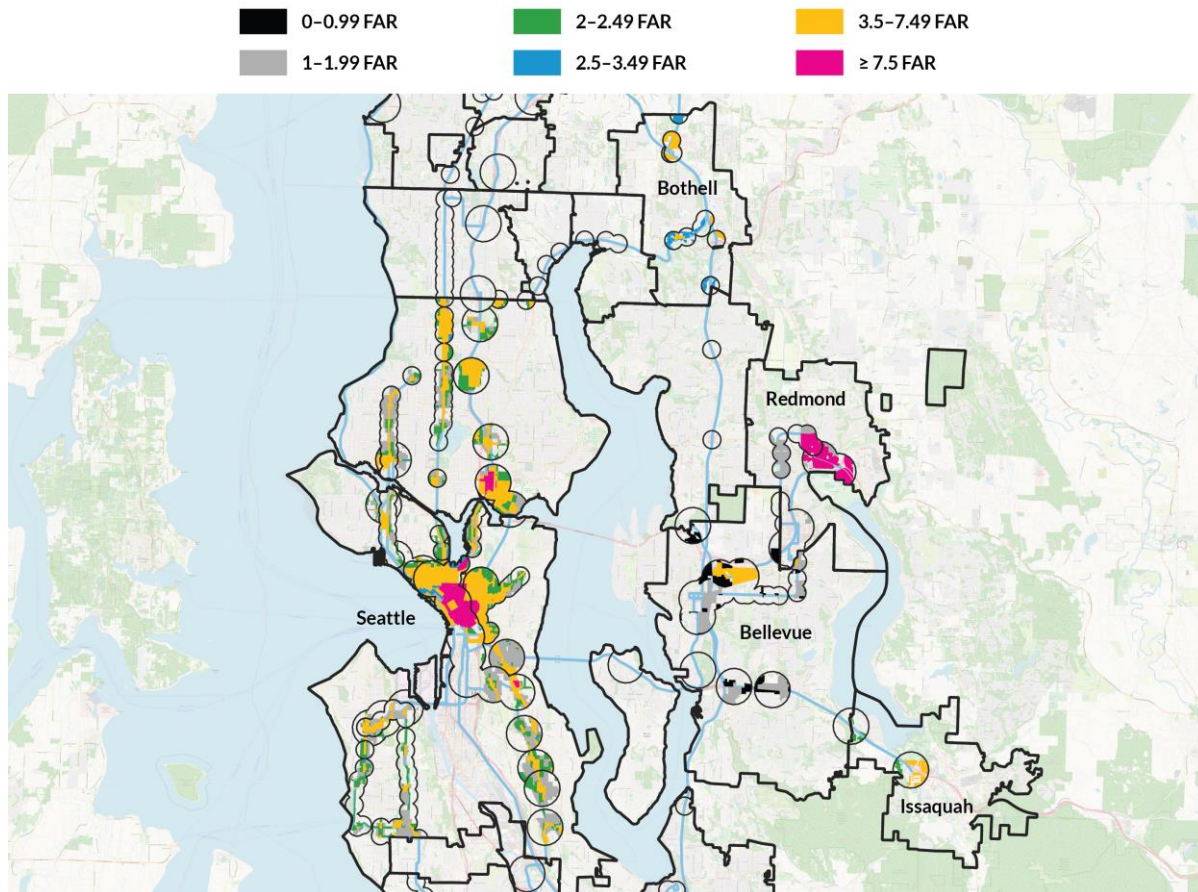 0–0.99 FAR
2–2.49 FAR
3.5–7.49 FAR
1–1.99 FAR
2.5–3.49 FAR
≥ 7.5 FAR
Bothell
Redmond
Seattle
Bellevue
Issaquah